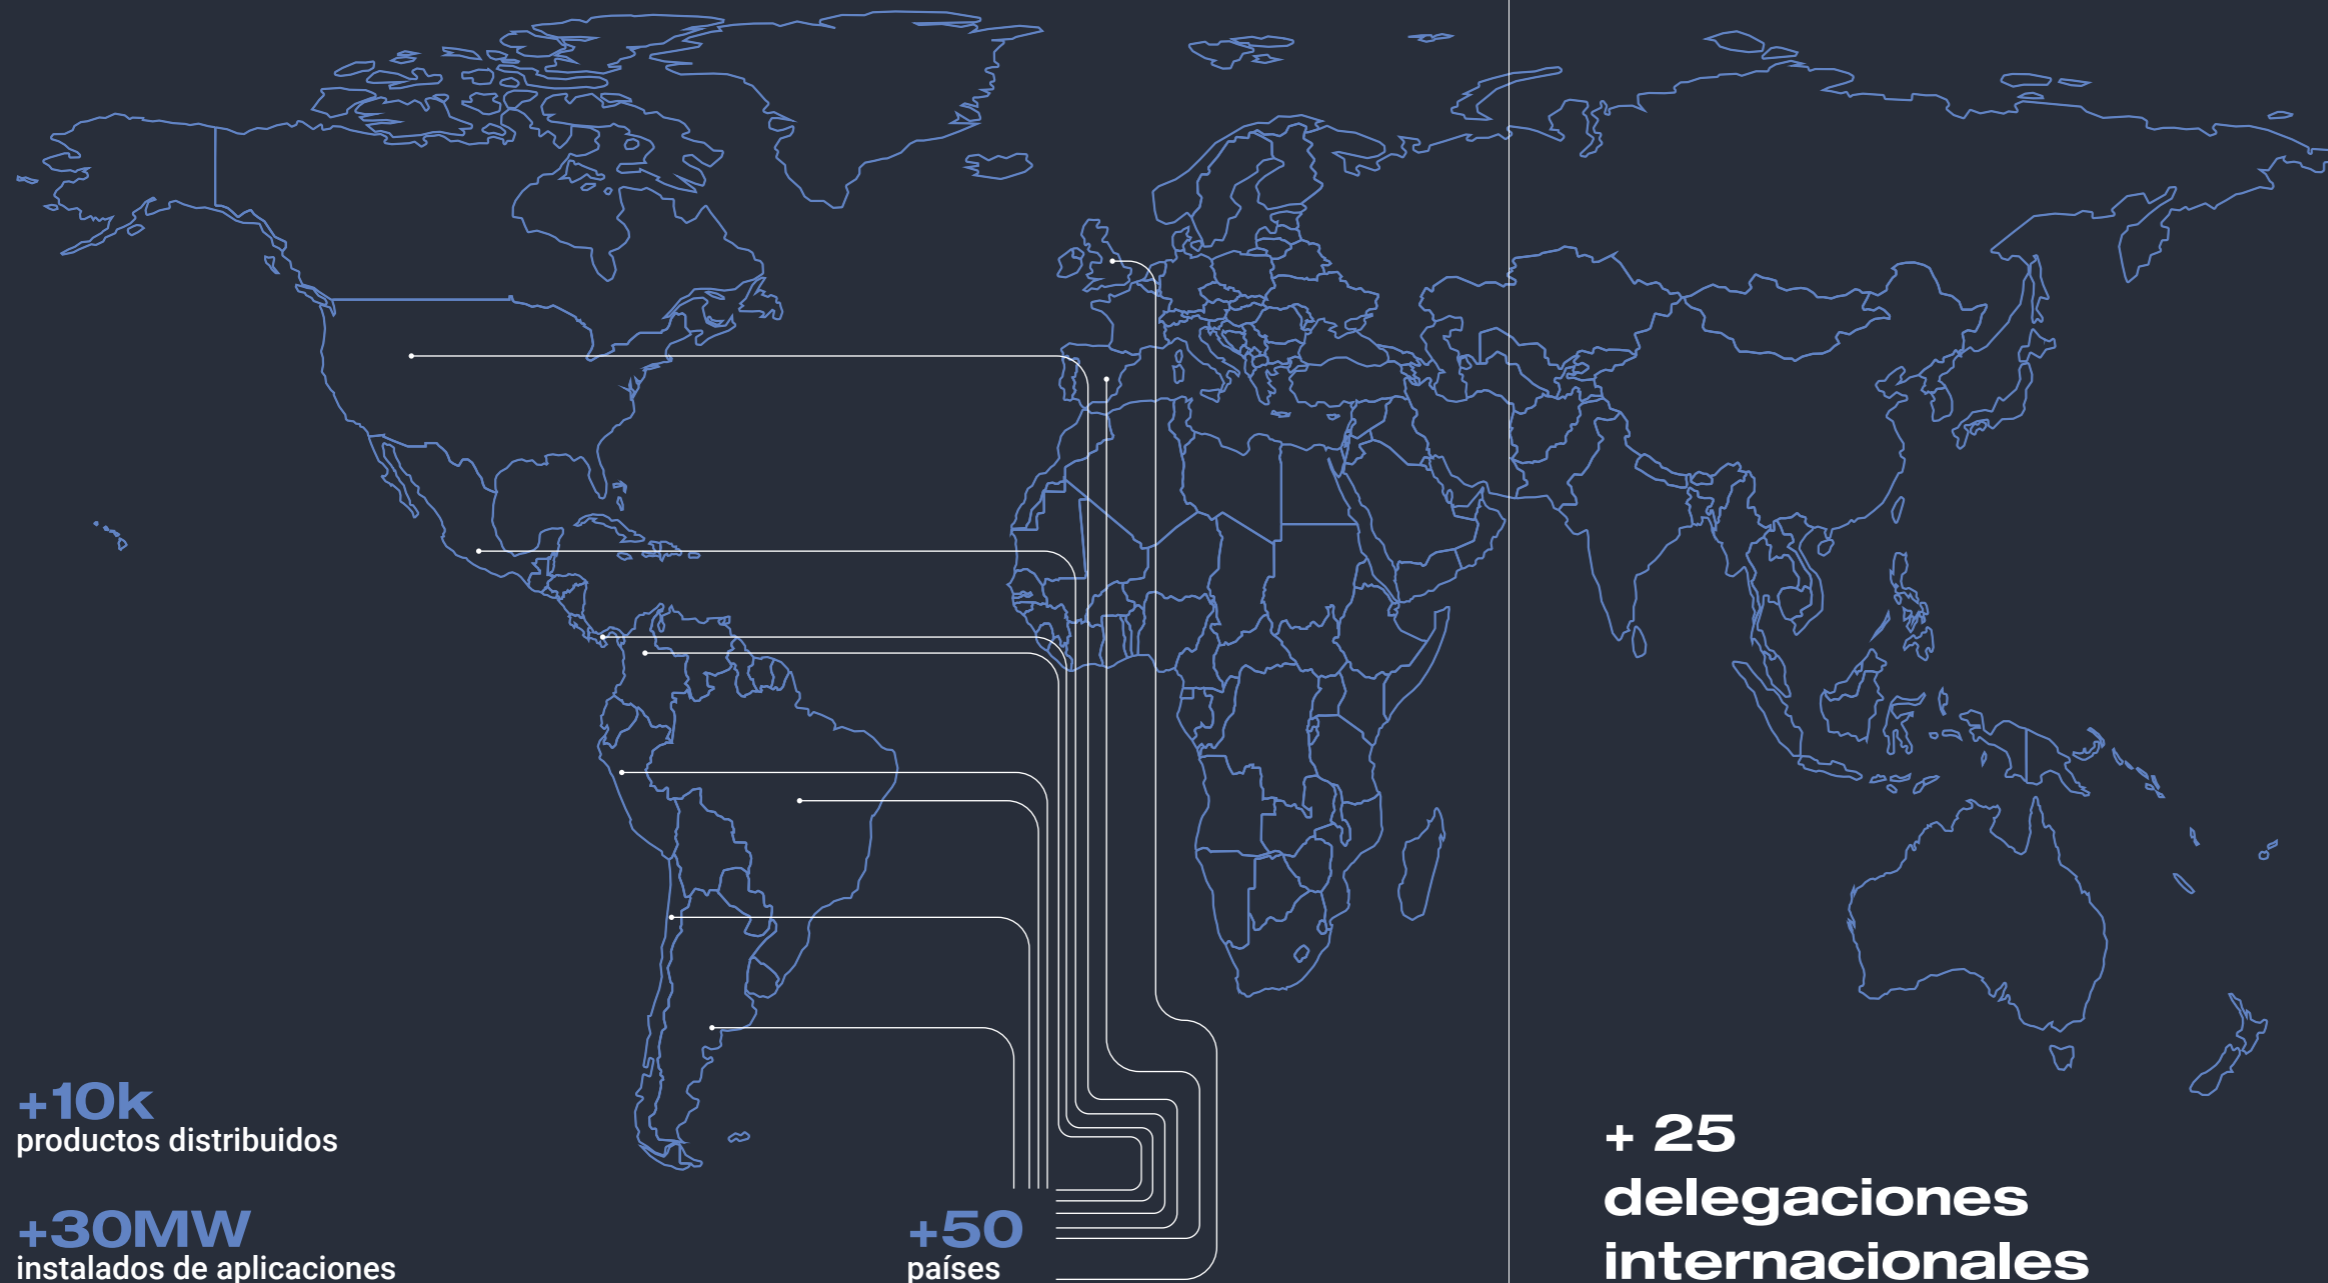 +10k
productos distribuidos
+30MW
instalados de aplicaciones
+50
países
+ 25
delegaciones
internacionales